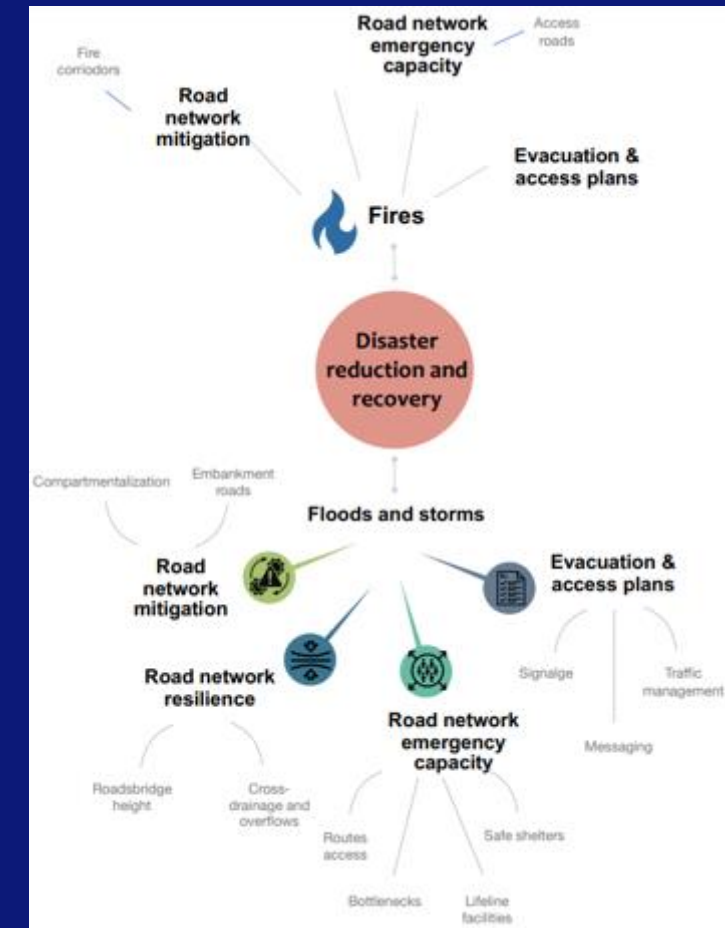 Road network
emergency
capacity
Access
roads
Fire
corriodors
Road
network
mitigation
Evacuation &
access plans
Fires
Disaster
reduction and
recovery
Compartmentalization
Embankment
roads
Floods and storms
Road
network
mitigation
Evacuation &
access plans
Road network
resilience
Signalge
Traffic
management
Messaging
Road network
emergency
capacity
Roadsbridge
height
Cross-
drainage and
overflows
Routes
access
Safe shelters
Bottlenecks
Lifeline
facilities